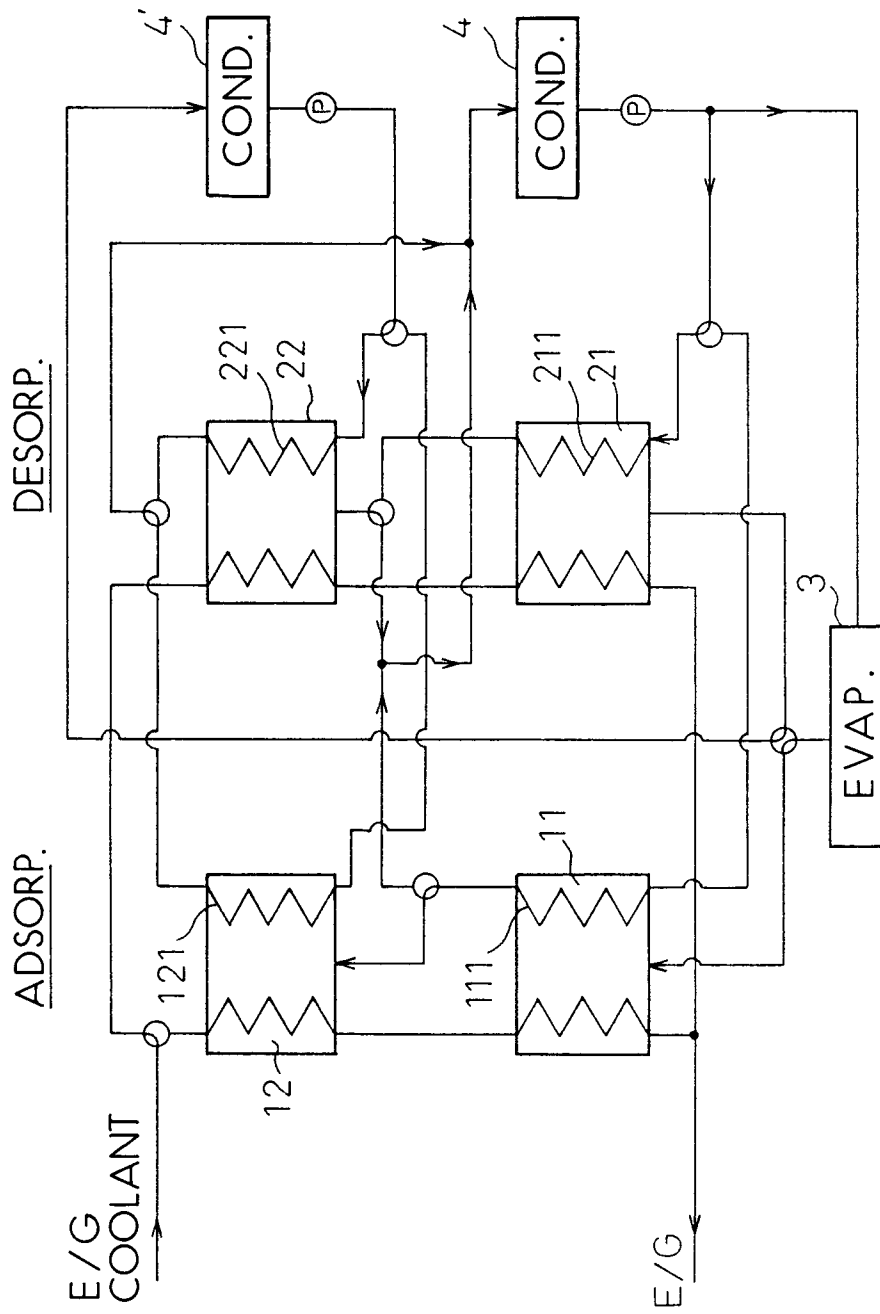 ADSORP.
DESORP.
4'
COND.
P
121
221
22
12
E/G
COOLANT
4
COND.
P
111
11
211
21
E/G
3
EVAP.